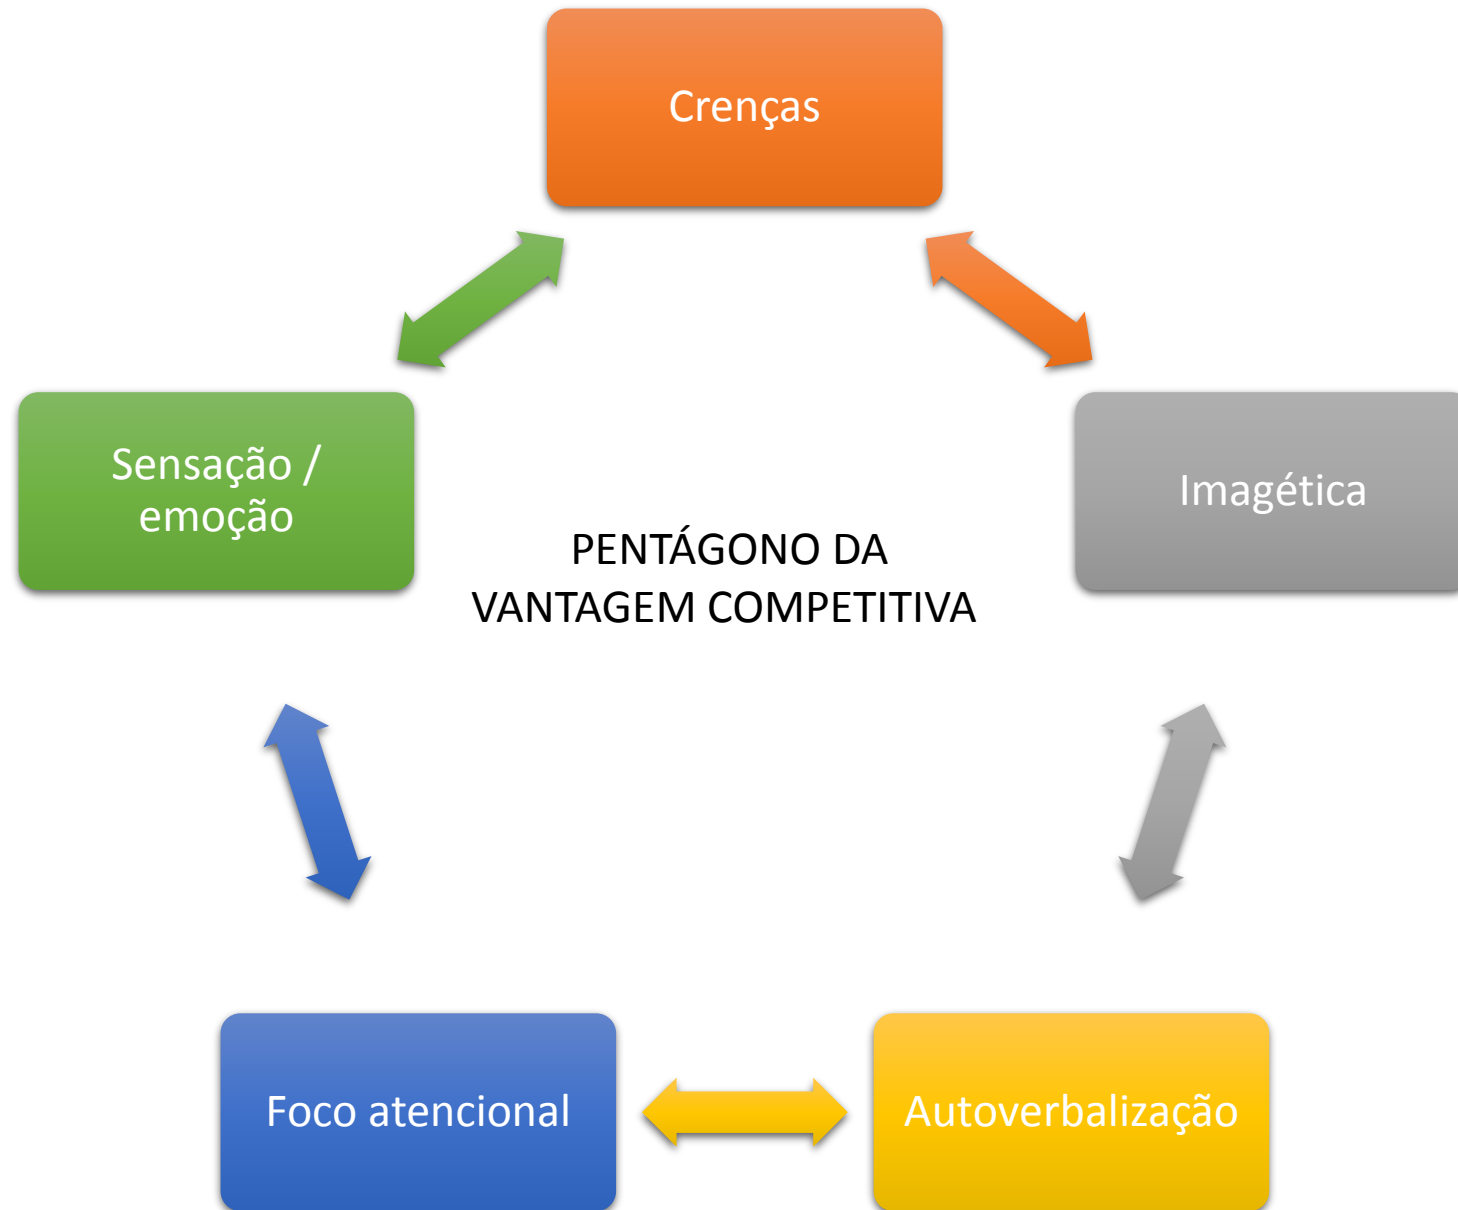 Crenças
Sensação /
emoção
Imagética
PENTÁGONO DA
VANTAGEM COMPETITIVA
Foco atencional
Autoverbalização